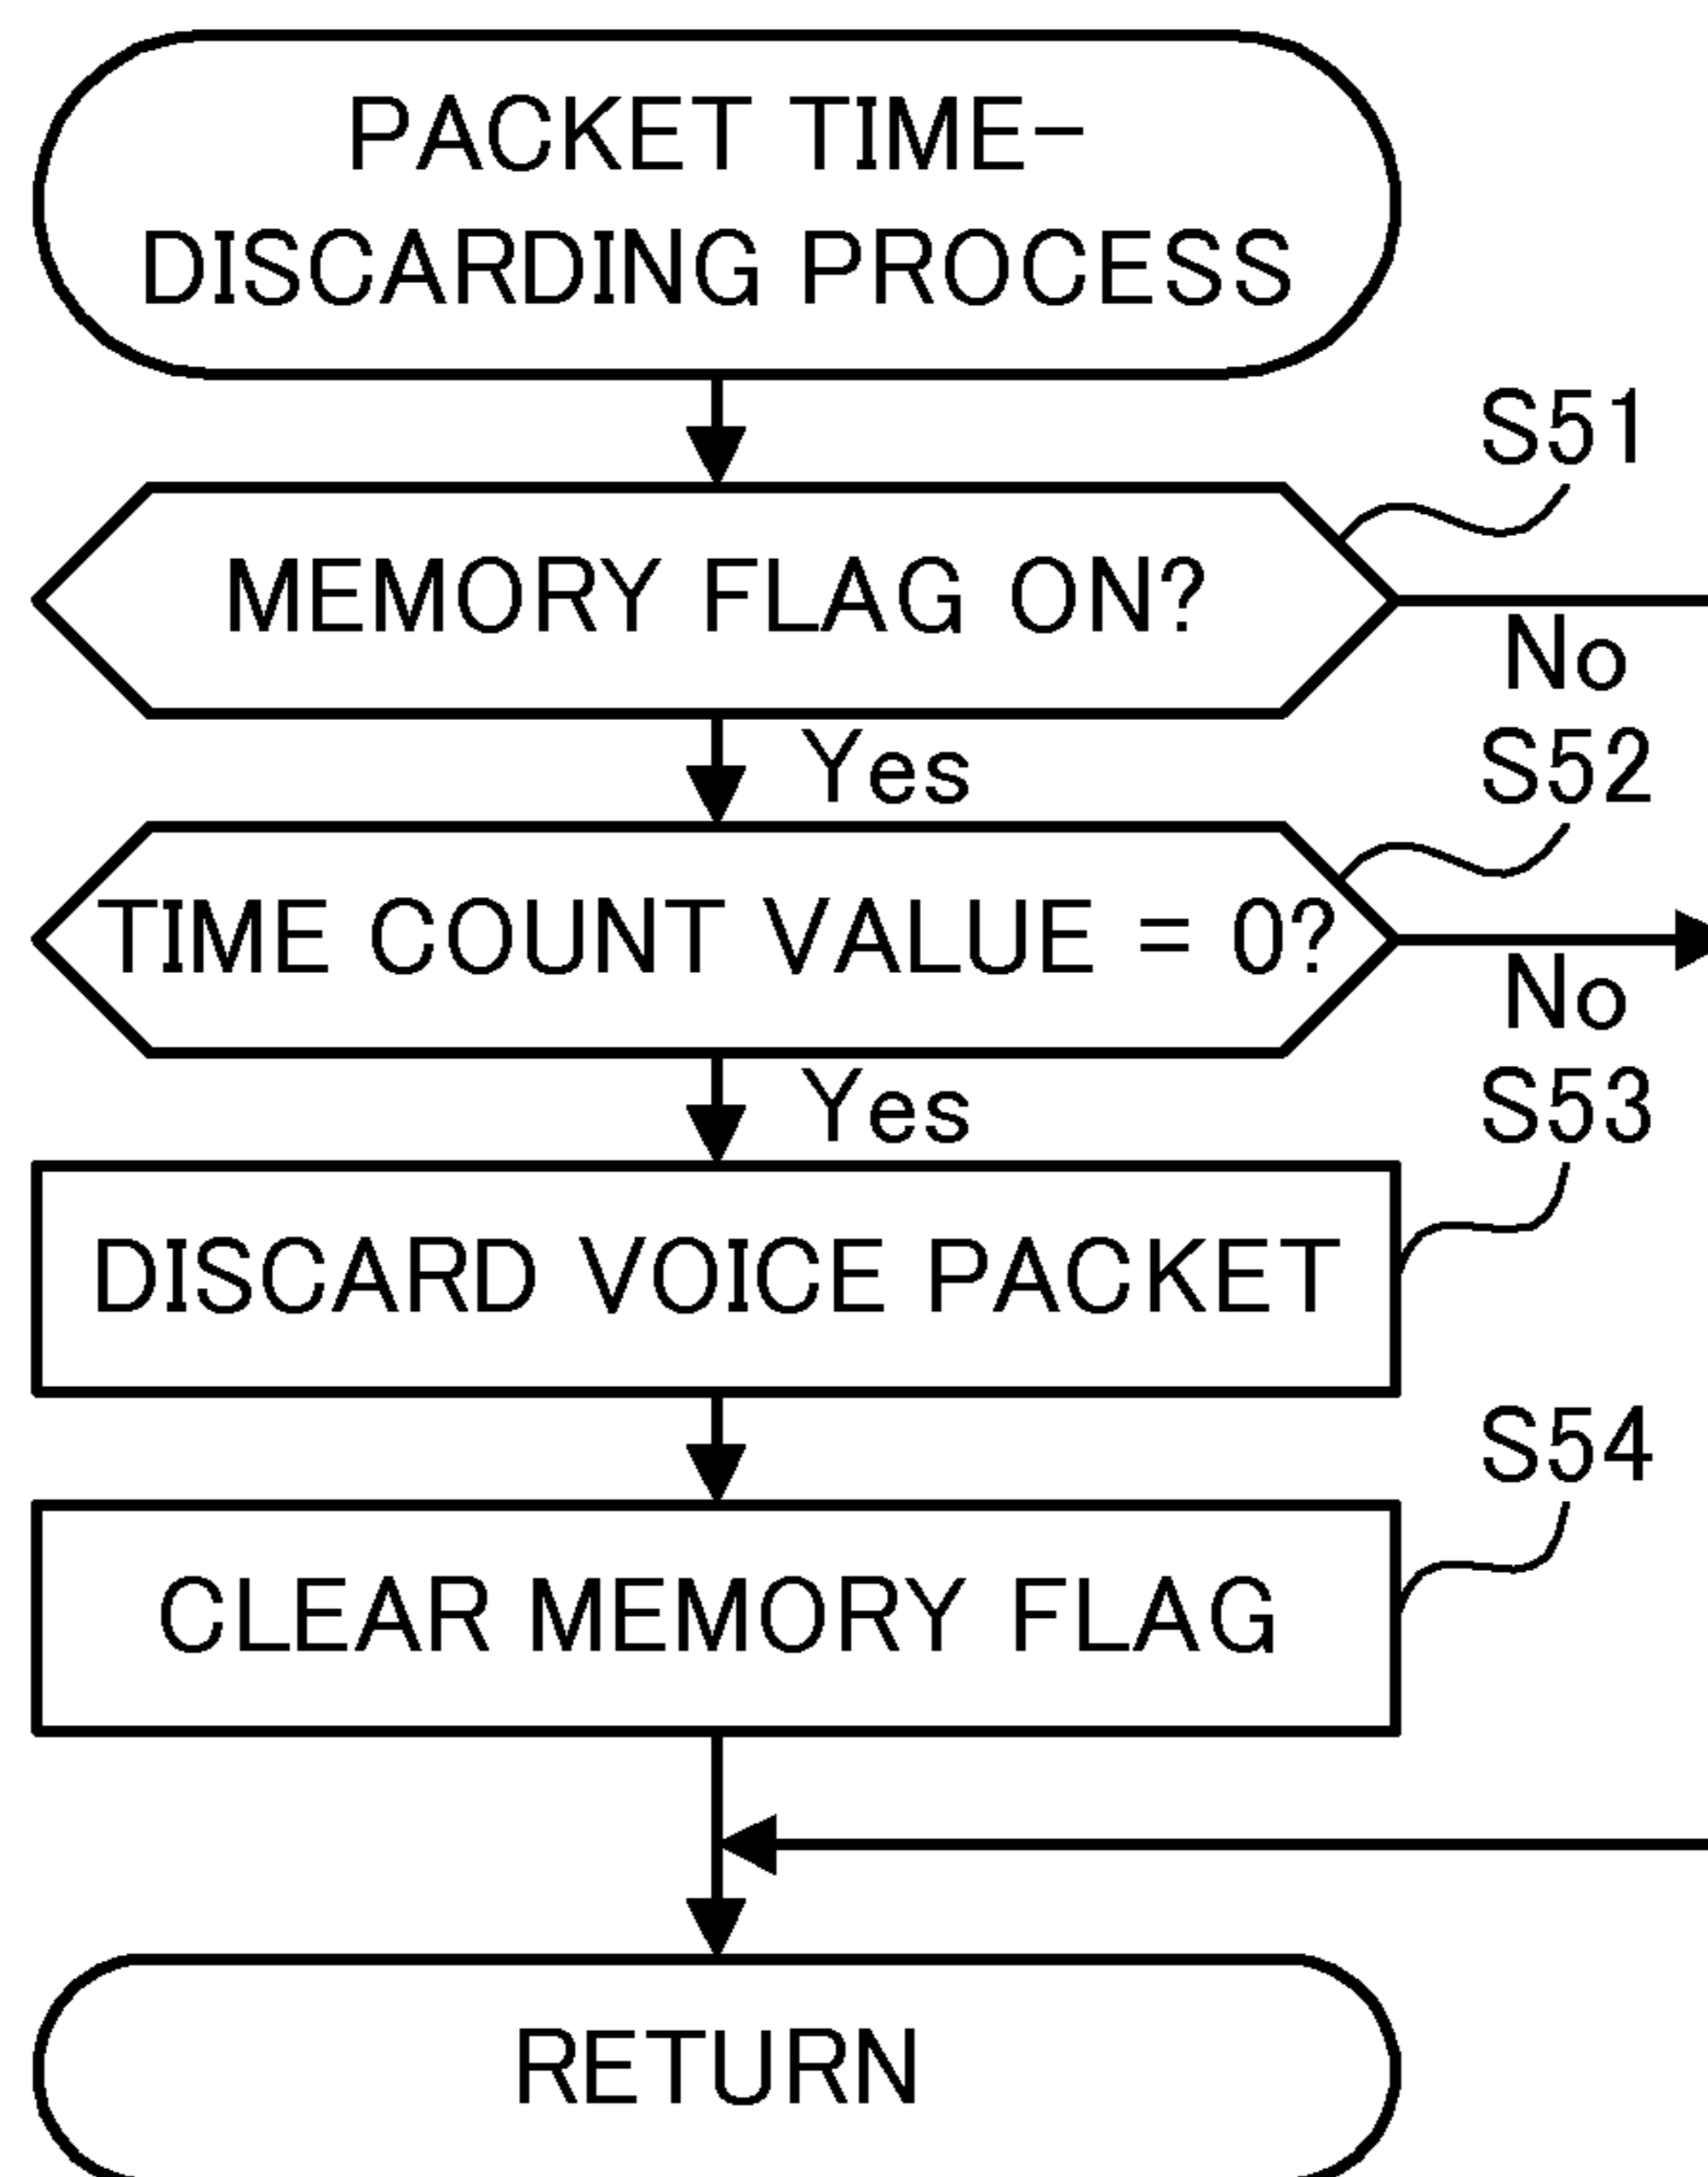 PACKET TIME-
DISCARDING PROCESS
S51
MEMORY FLAG ON?
No
Yes
S52
TIME COUNT VALUE = 0?
No
Yes
S53
DISCARD VOICE PACKET
S54
CLEAR MEMORY FLAG
RETURN